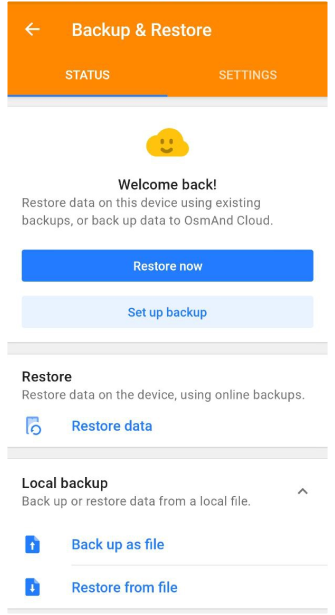 Backup & Restore
STATUS SETTINGS
Welcome back!
Restore data on this device using existing
backups, or back up data to OsmAnd Cloud.
Restore now
Set up backup
Restore
Restore data on the device, using online backups.
Restore data
Local backup
Back up or restore data from a local file.
Back up as file
Restore from file